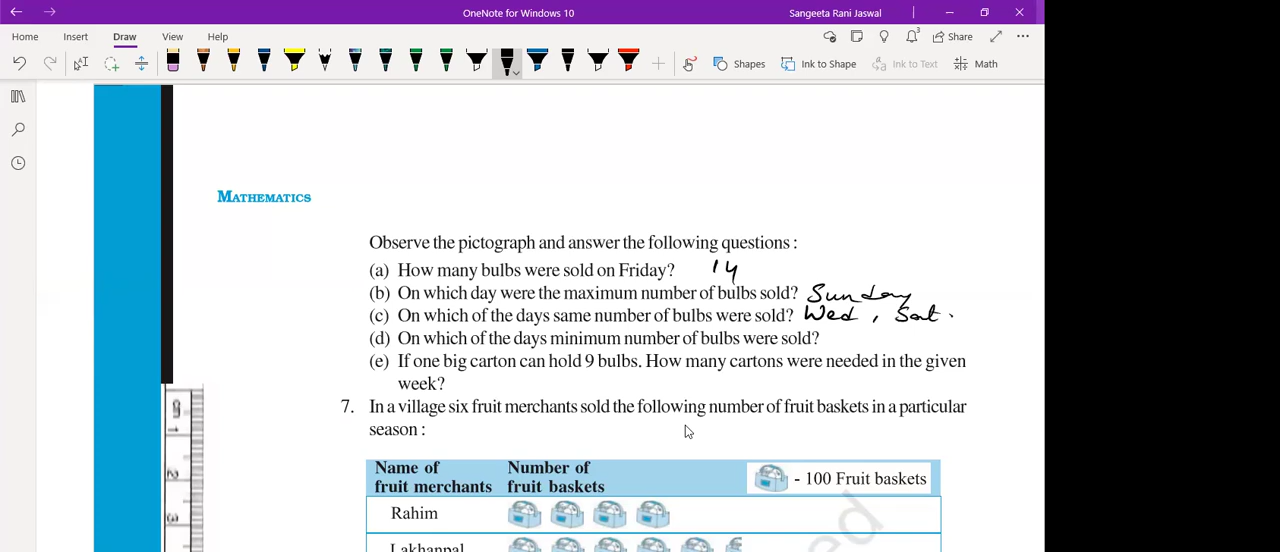 OneNote for Windows 10
Sangeeta Rani Jaswal
Home Insert Draw View Help
Share
Shapes Ink to Shape Ink to Text Math
MATHEMATICS
Observe the pictograph and answer the following questions :
(a) How many bulbs were sold on Friday? 14
(b) On which day were the maximum number of bulbs sold? Sunday
(c) On which of the days same number of bulbs were sold? Wed, Sat.
(d) On which of the days minimum number of bulbs were sold?
(e) If one big carton can hold 9 bulbs. How many cartons were needed in the given
week?
7. In a village six fruit merchants sold the following number of fruit baskets in a particular
season :
Name of Number of
fruit merchants fruit baskets
- 100 Fruit baskets
Rahim
Lakhanpal
cm
1
2
3